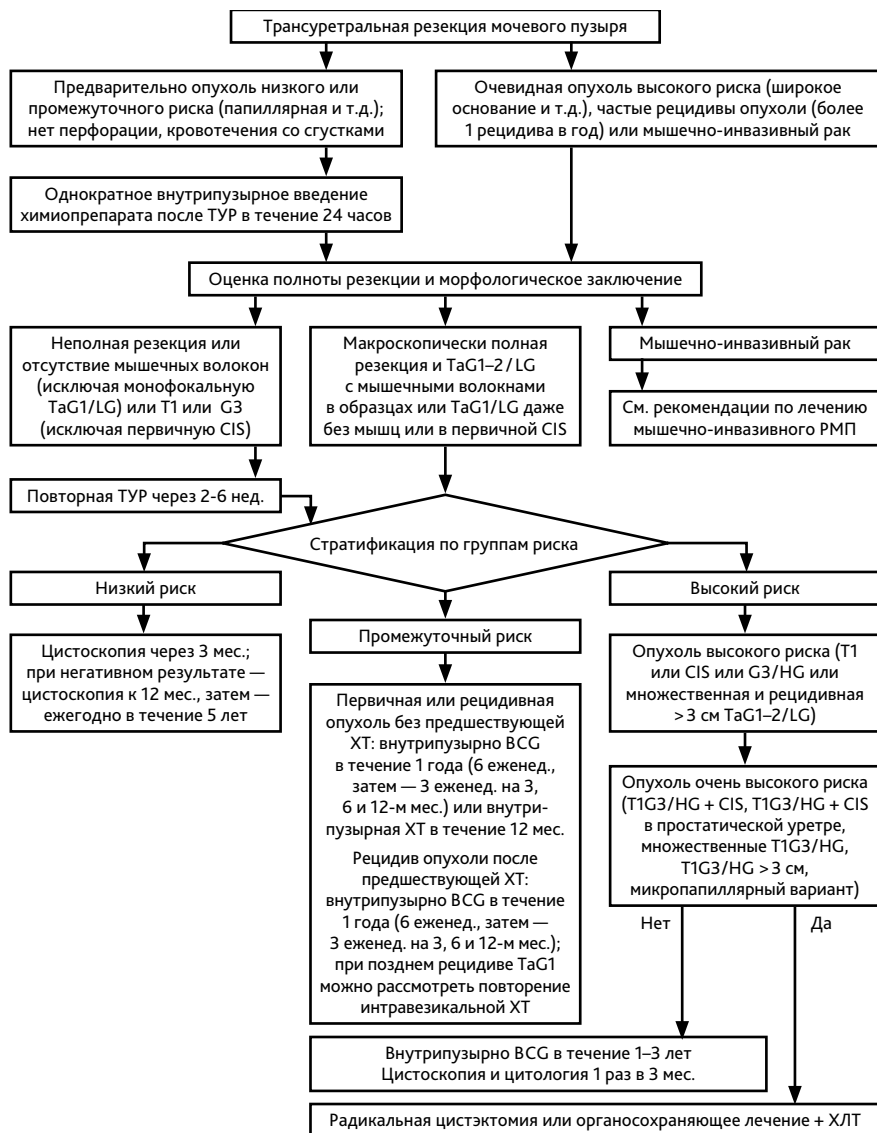 Трансуретральная резекция мочевого пузыря
Предварительно опухоль низкого или
промежуточного риска (папиллярная и т.д.);
нет перфорации, кровотечения со сгустками
Очевидная опухоль высокого риска (широкое
основание и т.д.), частые рецидивы опухоли (более
1 рецидива в год) или мышечно-инвазивный рак
Однократное внутрипузырное введение
химиопрепарата после ТУР в течение 24 часов
Оценка полноты резекции и морфологическое заключение
Неполная резекция или
отсутствие мышечных волокон
(исключая монофокальную
TaG1/LG) или T1 или G3
(исключая первичную CIS)
Макроскопически полная
резекция и TaG1–2/LG
с мышечными волокнами
в образцах или TaG1/LG даже
без мышц или в первичной CIS
Мышечно-инвазивный рак
См. рекомендации по лечению
мышечно-инвазивного РМП
Повторная ТУР через 2-6 нед.
Стратификация по группам риска
Низкий риск
Цистоскопия через 3 мес.;
при негативном результате —
цистоскопия к 12 мес., затем —
ежегодно в течение 5 лет
Промежуточный риск
Первичная или рецидивная
опухоль без предшествующей
ХТ: внутрипузырно BCG
в течение 1 года (6 еженед.,
затем — 3 еженед. на 3,
6 и 12-м мес.) или внутри-
пузырная ХТ в течение 12 мес.
Рецидив опухоли после
предшествующей ХТ:
внутрипузырно BCG в течение
1 года (6 еженед., затем —
3 еженед. на 3, 6 и 12-м мес.);
при позднем рецидиве TaG1
можно рассмотреть повторение
интравезикальной ХТ
Высокий риск
Опухоль высокого риска (T1
или CIS или G3/HG или
множественная и рецидивная
>3 см TaG1–2/LG)
Опухоль очень высокого риска
(T1G3/HG + CIS, T1G3/HG + CIS
в простатической уретре,
множественные T1G3/HG,
T1G3/HG >3 см,
микропапиллярный вариант)
Нет
Да
Внутрипузырно BCG в течение 1–3 лет
Цистоскопия и цитология 1 раз в 3 мес.
Радикальная цистэктомия или органосохраняющее лечение + ХЛТ